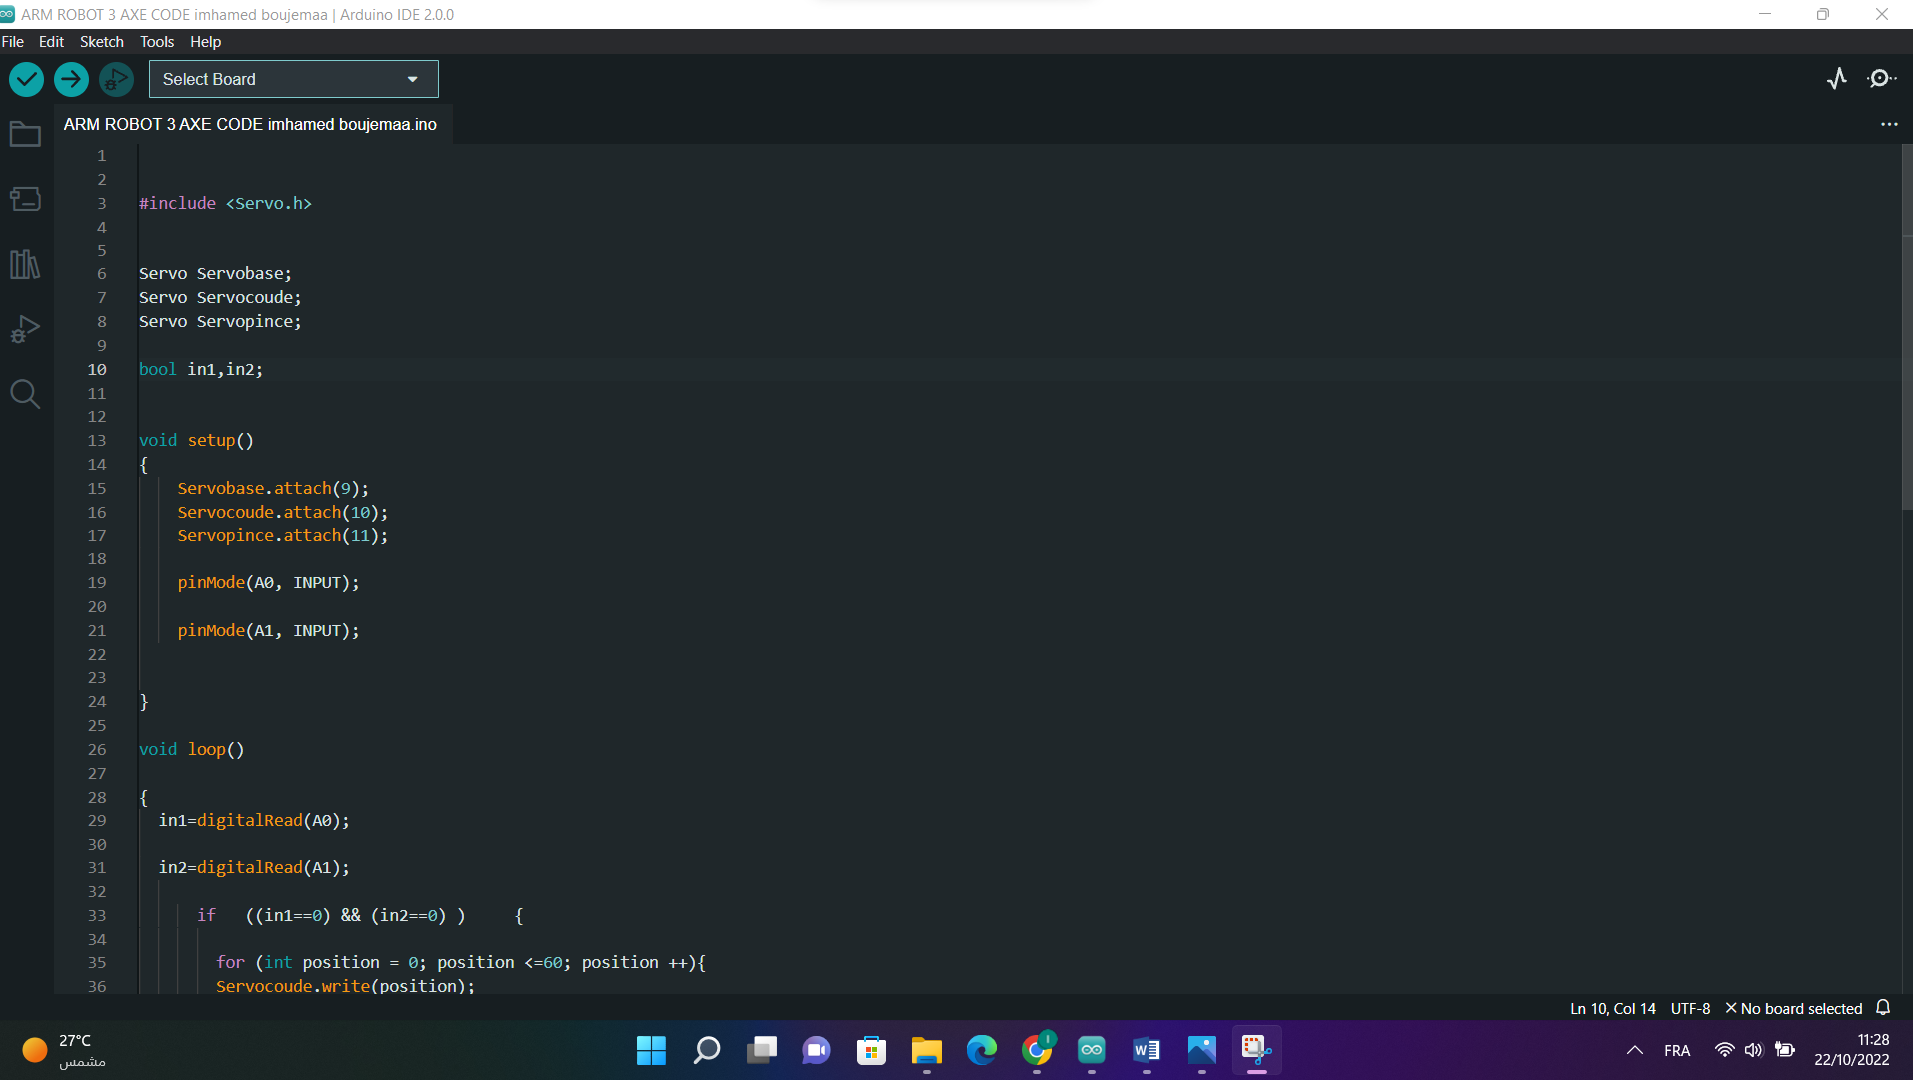 ARM ROBOT 3 AXE CODE imhamed boujemaa | Arduino IDE 2.0.0
File Edit Sketch Tools Help
Select Board
ARM ROBOT 3 AXE CODE imhamed boujemaa.ino
1
2
3 #include <Servo.h>
4
5
6 Servo Servobase;
7 Servo Servocoude;
8 Servo Servopince;
9
10 bool in1,in2;
11
12
13 void setup()
14 {
15 Servobase.attach(9);
16 Servocoude.attach(10);
17 Servopince.attach(11);
18
19 pinMode(A0, INPUT);
20
21 pinMode(A1, INPUT);
22
23
24 }
25
26 void loop()
27
28 {
29 in1=digitalRead(A0);
30
31 in2=digitalRead(A1);
32
33 if ((in1==0) && (in2==0) ) {
34
35 for (int position = 0; position <=60; position ++){
36 Servocoude.write(position);
Ln 10, Col 14 UTF-8 No board selected
27°C
مشمس
FRA
11:28
22/10/2022